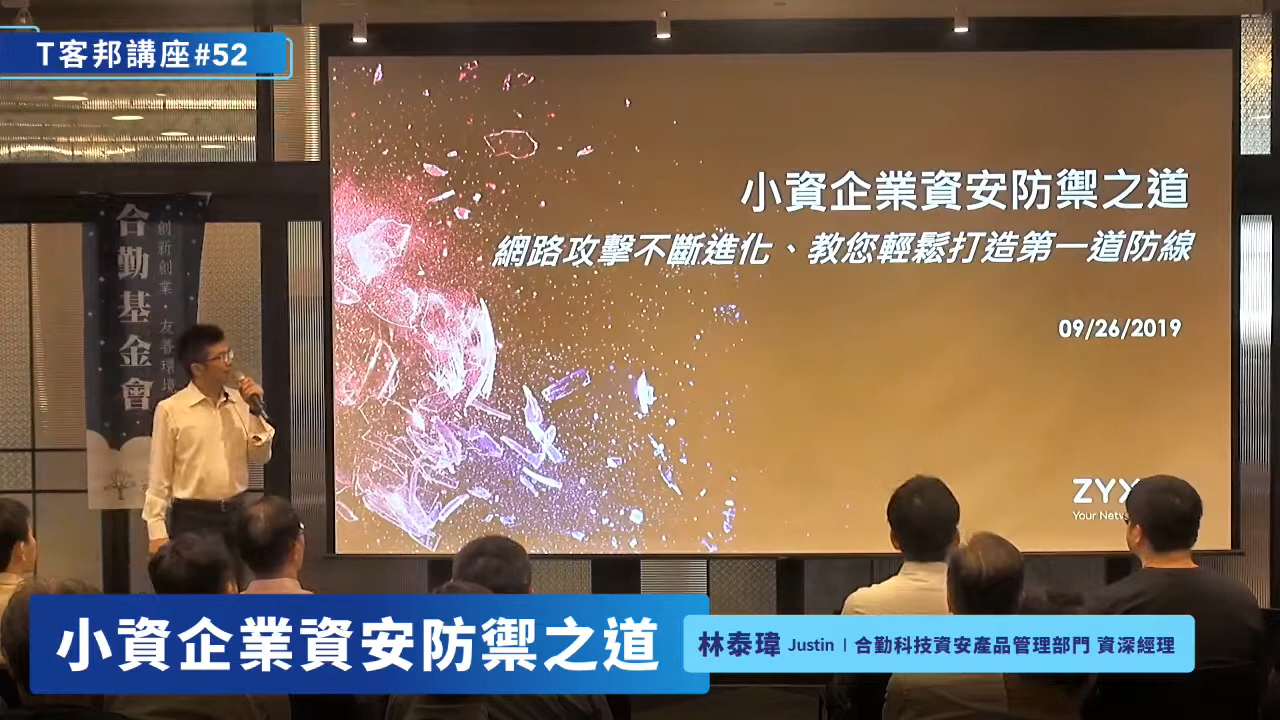 T客邦講座#52
小資企業資安防禦之道
網路攻擊不斷進化、教您輕鬆打造第一道防線
09/26/2019
合勤基金會
創新創業・友善環境
ZYX
Your Netw
小資企業資安防禦之道
林泰瑋 Justin | 合勤科技資安產品管理部門 資深經理